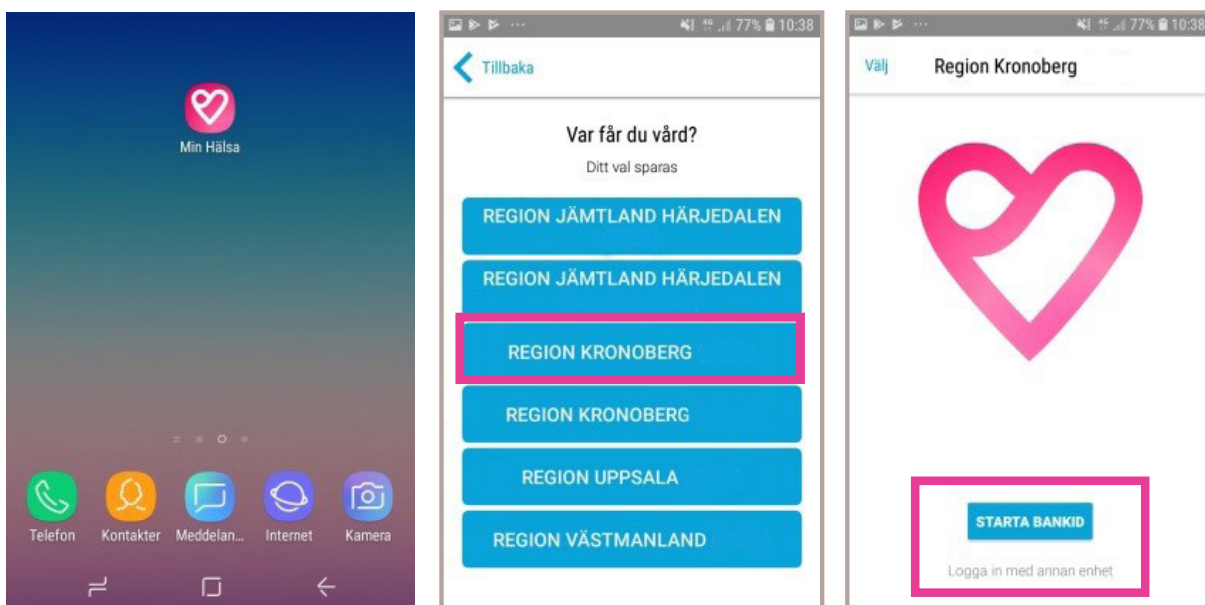 Min Hälsa
Telefon
Kontakter
Meddelan...
Internet
Kamera
77% 10:38
Tillbaka
Var får du vård?
Ditt val sparas
REGION JÄMTLAND HÄRJEDALEN
REGION JÄMTLAND HÄRJEDALEN
REGION KRONOBERG
REGION KRONOBERG
REGION UPPSALA
REGION VÄSTMANLAND
77% 10:38
Välj
Region Kronoberg
STARTA BANKID
Logga in med annan enhet